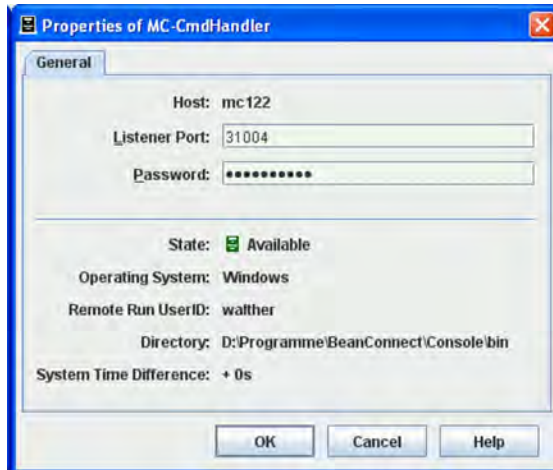 Properties of MC-CmdHandler
General
Host: mc122
Listener Port: 31004
Password: ••••••••••
State: Available
Operating System: Windows
Remote Run UserID: walther
Directory: D:\Programme\BeanConnect\Console\bin
System Time Difference: + 0s
OK Cancel Help